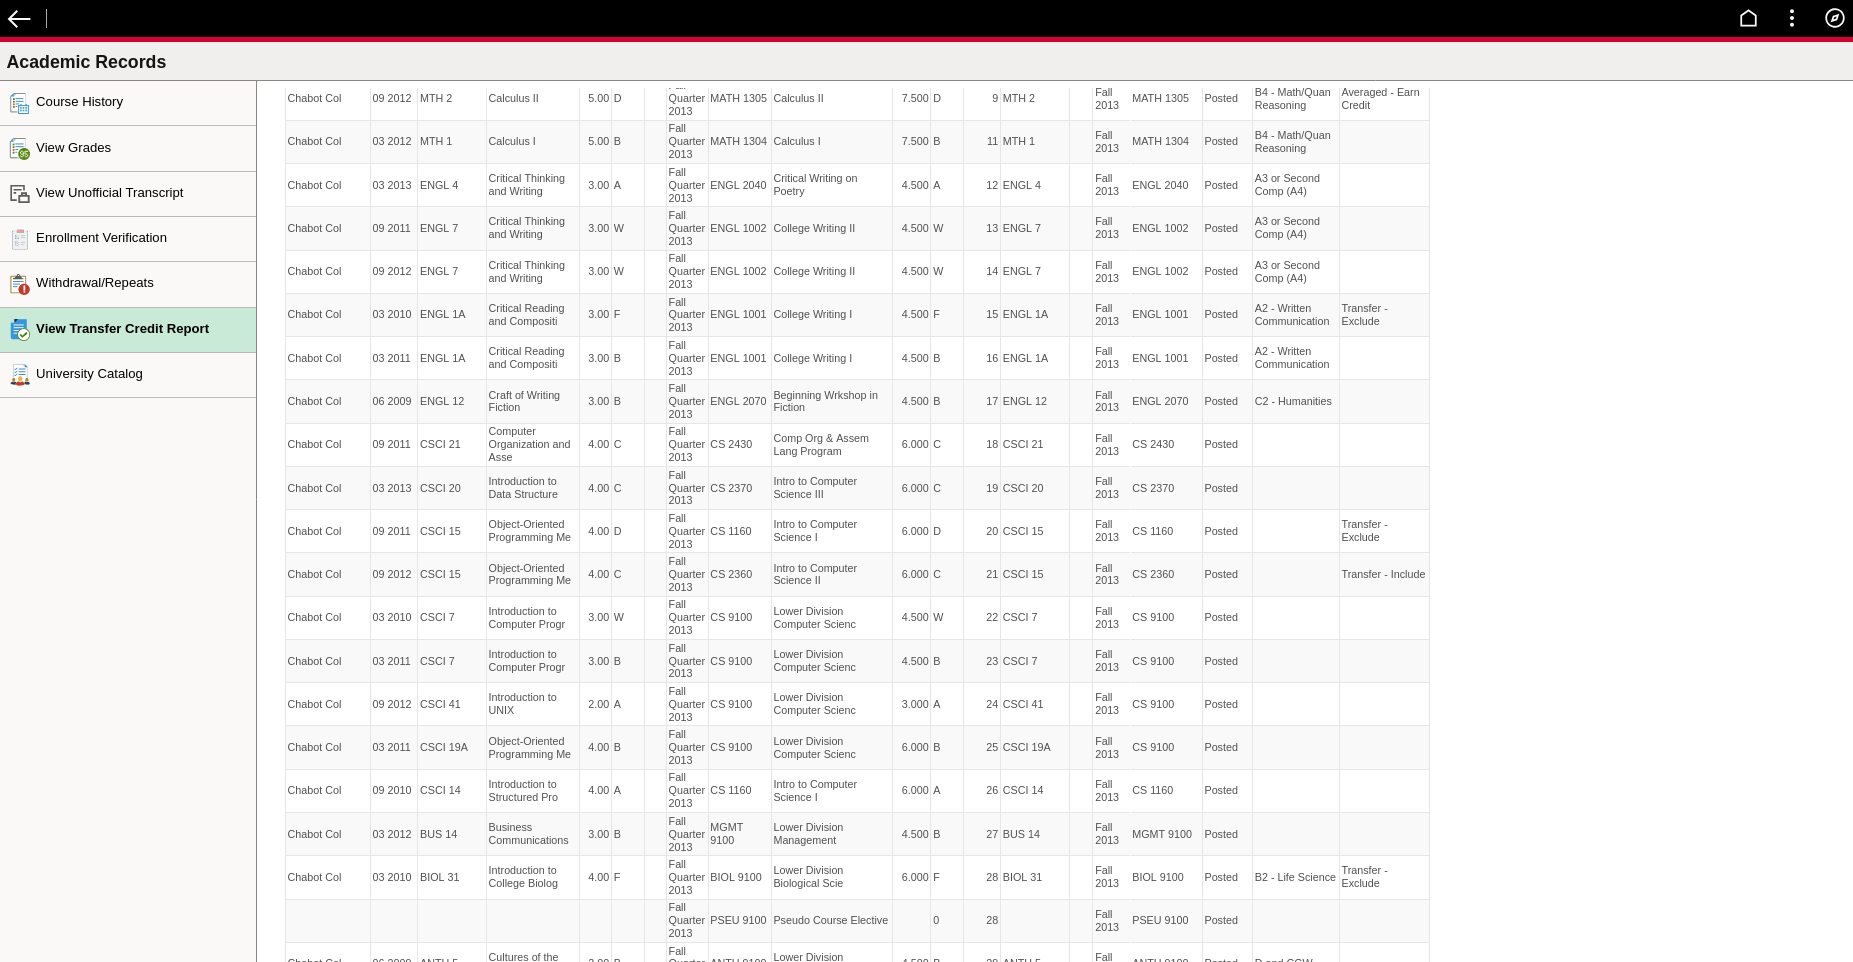 Academic Records
Course History
View Grades
View Unofficial Transcript
Enrollment Verification
Withdrawal/Repeats
View Transfer Credit Report
University Catalog
Chabot Col 09 2012 MTH 2 Calculus II 5.00 D Fall Quarter 2013 MATH 1305 Calculus II 7.500 D 9 MTH 2 Fall 2013 MATH 1305 Posted B4 - Math/Quan Reasoning Averaged - Earn Credit
Chabot Col 03 2012 MTH 1 Calculus I 5.00 B Fall Quarter 2013 MATH 1304 Calculus I 7.500 B 11 MTH 1 Fall 2013 MATH 1304 Posted B4 - Math/Quan Reasoning
Chabot Col 03 2013 ENGL 4 Critical Thinking and Writing 3.00 A Fall Quarter 2013 ENGL 2040 Critical Writing on Poetry 4.500 A 12 ENGL 4 Fall 2013 ENGL 2040 Posted A3 or Second Comp (A4)
Chabot Col 09 2011 ENGL 7 Critical Thinking and Writing 3.00 W Fall Quarter 2013 ENGL 1002 College Writing II 4.500 W 13 ENGL 7 Fall 2013 ENGL 1002 Posted A3 or Second Comp (A4)
Chabot Col 09 2012 ENGL 7 Critical Thinking and Writing 3.00 W Fall Quarter 2013 ENGL 1002 College Writing II 4.500 W 14 ENGL 7 Fall 2013 ENGL 1002 Posted A3 or Second Comp (A4)
Chabot Col 03 2010 ENGL 1A Critical Reading and Compositi 3.00 F Fall Quarter 2013 ENGL 1001 College Writing I 4.500 F 15 ENGL 1A Fall 2013 ENGL 1001 Posted A2 - Written Communication Transfer - Exclude
Chabot Col 03 2011 ENGL 1A Critical Reading and Compositi 3.00 B Fall Quarter 2013 ENGL 1001 College Writing I 4.500 B 16 ENGL 1A Fall 2013 ENGL 1001 Posted A2 - Written Communication
Chabot Col 06 2009 ENGL 12 Craft of Writing Fiction 3.00 B Fall Quarter 2013 ENGL 2070 Beginning Wrkshop in Fiction 4.500 B 17 ENGL 12 Fall 2013 ENGL 2070 Posted C2 - Humanities
Chabot Col 09 2011 CSCI 21 Computer Organization and Asse 4.00 C Fall Quarter 2013 CS 2430 Comp Org & Assem Lang Program 6.000 C 18 CSCI 21 Fall 2013 CS 2430 Posted
Chabot Col 03 2013 CSCI 20 Introduction to Data Structure 4.00 C Fall Quarter 2013 CS 2370 Intro to Computer Science III 6.000 C 19 CSCI 20 Fall 2013 CS 2370 Posted
Chabot Col 09 2011 CSCI 15 Object-Oriented Programming Me 4.00 D Fall Quarter 2013 CS 1160 Intro to Computer Science I 6.000 D 20 CSCI 15 Fall 2013 CS 1160 Posted Transfer - Exclude
Chabot Col 09 2012 CSCI 15 Object-Oriented Programming Me 4.00 C Fall Quarter 2013 CS 2360 Intro to Computer Science II 6.000 C 21 CSCI 15 Fall 2013 CS 2360 Posted Transfer - Include
Chabot Col 03 2010 CSCI 7 Introduction to Computer Progr 3.00 W Fall Quarter 2013 CS 9100 Lower Division Computer Scienc 4.500 W 22 CSCI 7 Fall 2013 CS 9100 Posted
Chabot Col 03 2011 CSCI 7 Introduction to Computer Progr 3.00 B Fall Quarter 2013 CS 9100 Lower Division Computer Scienc 4.500 B 23 CSCI 7 Fall 2013 CS 9100 Posted
Chabot Col 09 2012 CSCI 41 Introduction to UNIX 2.00 A Fall Quarter 2013 CS 9100 Lower Division Computer Scienc 3.000 A 24 CSCI 41 Fall 2013 CS 9100 Posted
Chabot Col 03 2011 CSCI 19A Object-Oriented Programming Me 4.00 B Fall Quarter 2013 CS 9100 Lower Division Computer Scienc 6.000 B 25 CSCI 19A Fall 2013 CS 9100 Posted
Chabot Col 09 2010 CSCI 14 Introduction to Structured Pro 4.00 A Fall Quarter 2013 CS 1160 Intro to Computer Science I 6.000 A 26 CSCI 14 Fall 2013 CS 1160 Posted
Chabot Col 03 2012 BUS 14 Business Communications 3.00 B Fall Quarter 2013 MGMT 9100 Lower Division Management 4.500 B 27 BUS 14 Fall 2013 MGMT 9100 Posted
Chabot Col 03 2010 BIOL 31 Introduction to College Biolog 4.00 F Fall Quarter 2013 BIOL 9100 Lower Division Biological Scie 6.000 F 28 BIOL 31 Fall 2013 BIOL 9100 Posted B2 - Life Science Transfer - Exclude
Fall Quarter 2013 PSEU 9100 Pseudo Course Elective 0 28 Fall 2013 PSEU 9100 Posted
Cultures of the Fall Lower Division Fall